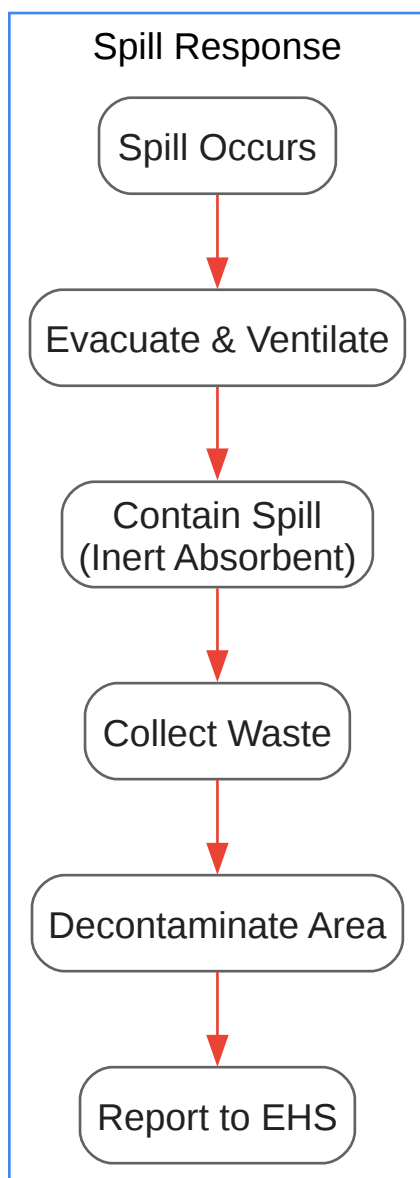 Spill Response
Spill Occurs
Evacuate & Ventilate
Contain Spill
(Inert Absorbent)
Collect Waste
Decontaminate Area
Report to EHS